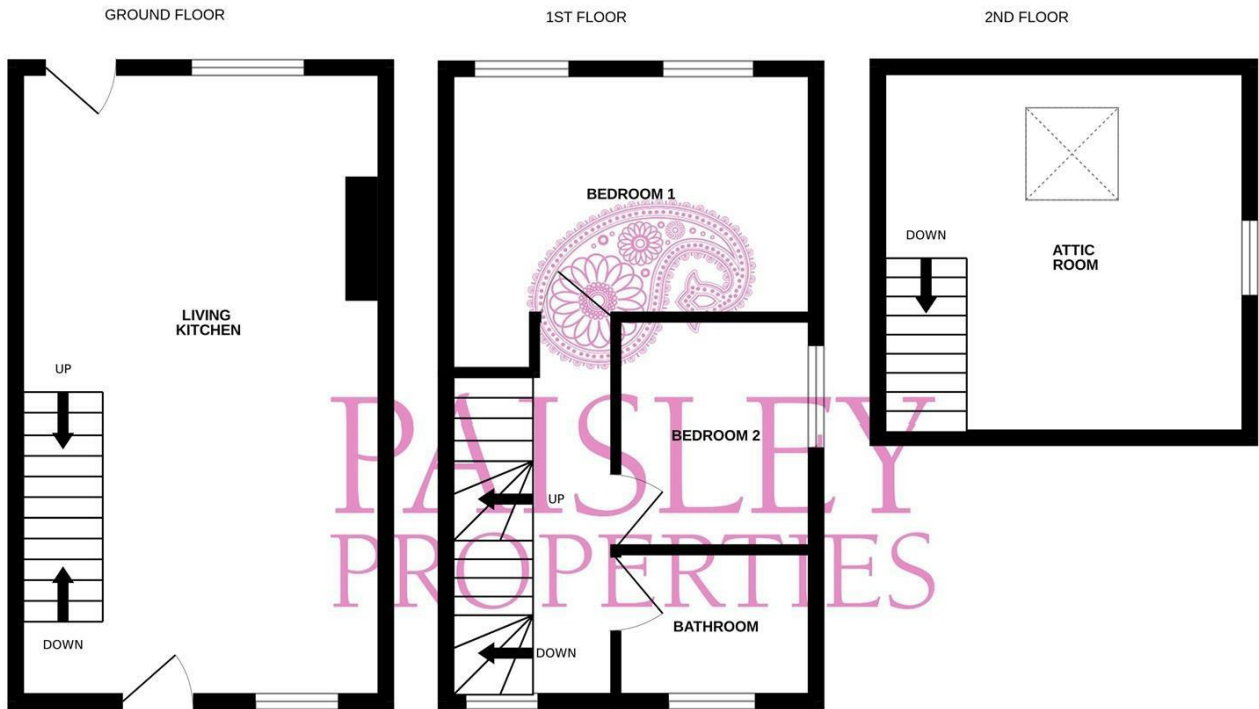 GROUND FLOOR
1ST FLOOR
2ND FLOOR
LIVING
KITCHEN
UP
DOWN
BEDROOM 1
BEDROOM 2
UP
DOWN
BATHROOM
DOWN
ATTIC
ROOM
PAISLEY
PROPERTIES